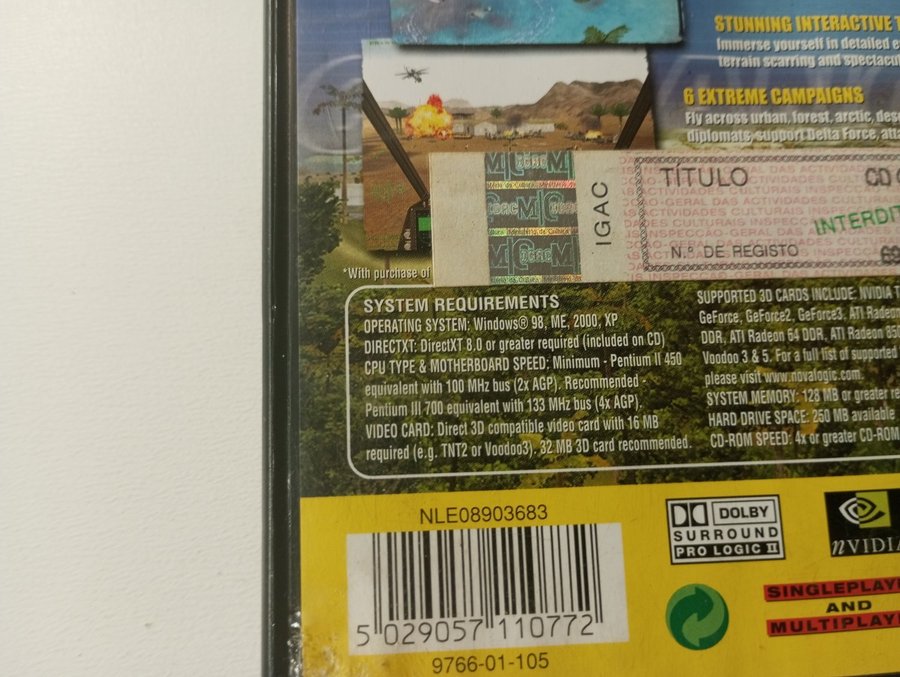 STUNNING INTERACTIVE
Immerse yourself in detailed
terrain scarring and
6 EXTREME CAMPAIGNS
Fly across urban, forest, arctic,
diplomats, support Delta Force,
TÍTULO
CD
IGAC
N.º DE REGISTO
*With purchase of
SYSTEM REQUIREMENTS
OPERATING SYSTEM: Windows® 98, ME, 2000, XP
DIRECTXT: DirectXT 8.0 or greater required (included on CD)
CPU TYPE & MOTHERBOARD SPEED: Minimum - Pentium II 450
equivalent with 100 MHz bus (2x AGP). Recommended -
Pentium III 700 equivalent with 133 MHz bus (4x AGP).
VIDEO CARD: Direct 3D compatible video card with 16 MB
required (e.g. TNT2 or Voodoo3). 32 MB 3D card recommended.
SUPPORTED 3D CARDS INCLUDE: NVIDIA
GeForce, GeForce2, GeForce3, ATI Radeon
DDR, ATI Radeon 64 DDR, ATI Radeon
Voodoo 3 & 5. For a full list of supported
please visit www.novalogic.com.
SYSTEM MEMORY: 128 MB or greater
HARD DRIVE SPACE: 250 MB available
CD-ROM SPEED: 4x or greater CD-ROM
NLE08903683
5 029057 110772
9766-01-105
DOLBY
SURROUND
PRO LOGIC II
nVIDIA
SINGLEPLAY
AND
MULTIPLAY